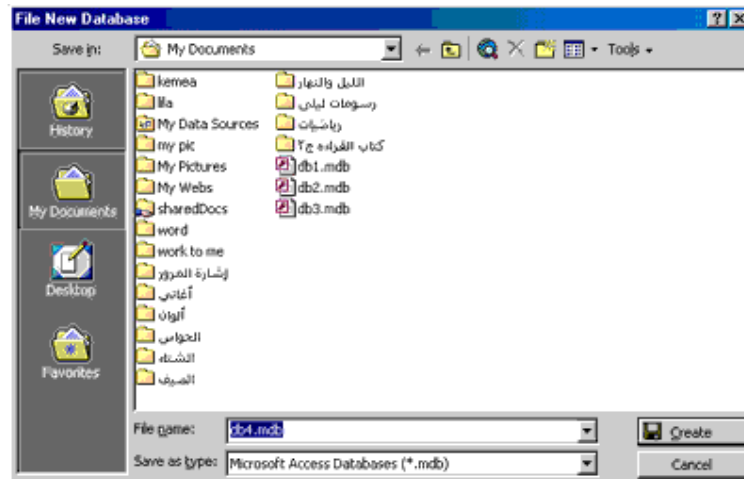 File New Database
Save in:
My Documents
Tools
History
My Documents
Desktop
Favorites
kemea
lila
My Data Sources
my pic
My Pictures
My Webs
sharedDocs
word
work to me
إشارة المرور
أغاني
ألوان
الحواس
الشتاء
الصيف
الليل والنهار
رسومات ليلى
رياضيات
كتاب القراءه ج٢
db1.mdb
db2.mdb
db3.mdb
File name:
db4.mdb
Create
Save as type:
Microsoft Access Databases (*.mdb)
Cancel